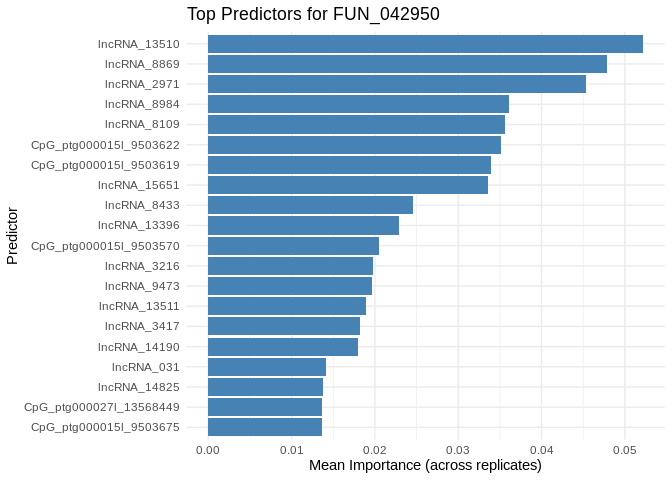 Top Predictors for FUN_042950
Predictor
lncRNA_13510
lncRNA_8869
lncRNA_2971
lncRNA_8984
lncRNA_8109
CpG_ptg000015l_9503622
CpG_ptg000015l_9503619
lncRNA_15651
lncRNA_8433
lncRNA_13396
CpG_ptg000015l_9503570
lncRNA_3216
lncRNA_9473
lncRNA_13511
lncRNA_3417
lncRNA_14190
lncRNA_031
lncRNA_14825
CpG_ptg000027l_13568449
CpG_ptg000015l_9503675
0.00 0.01 0.02 0.03 0.04 0.05
Mean Importance (across replicates)